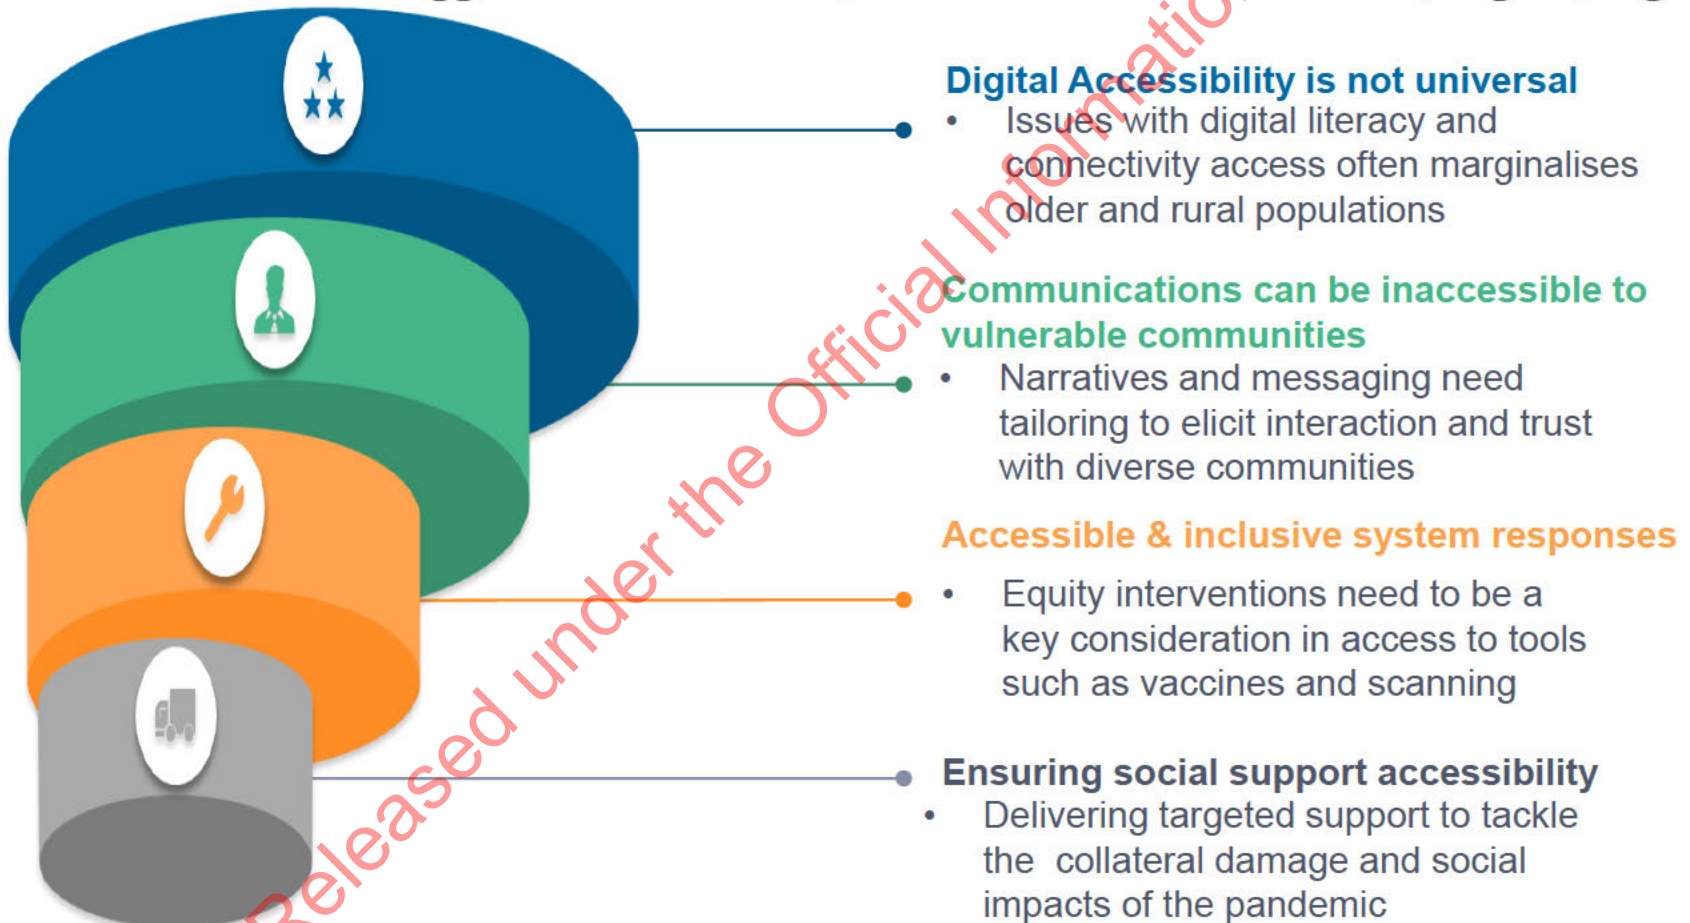 Digital Accessibility is not universal
• Issues with digital literacy and
connectivity access often marginalises
older and rural populations
Communications can be inaccessible to
vulnerable communities
• Narratives and messaging need
tailoring to elicit interaction and trust
with diverse communities
Accessible & inclusive system responses
• Equity interventions need to be a
key consideration in access to tools
such as vaccines and scanning
Ensuring social support accessibility
• Delivering targeted support to tackle
the collateral damage and social
impacts of the pandemic
Released under the Official Information